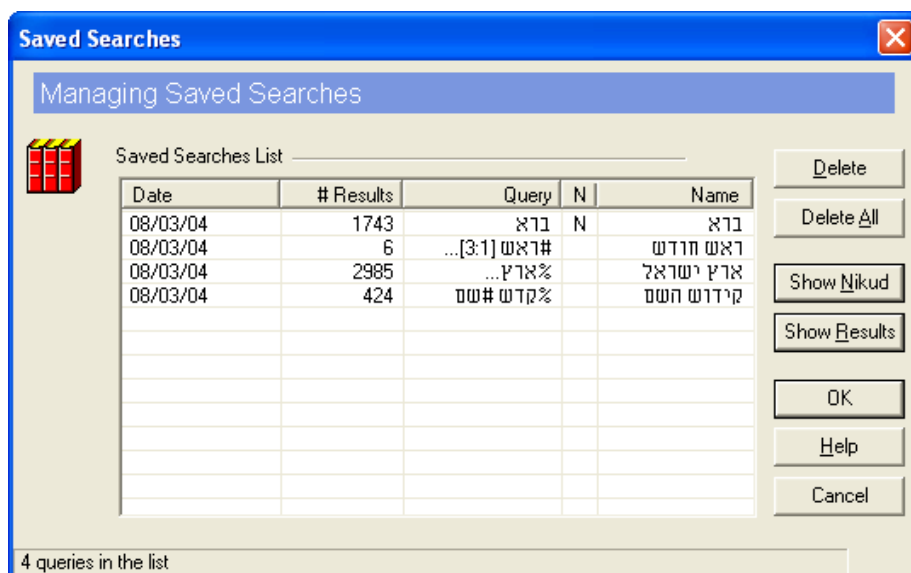 Saved Searches
Managing Saved Searches
Saved Searches List
Date # Results Query N Name
08/03/04 1743 ברא N ברא
08/03/04 6 #ראש [3:1]... ראש חודש
08/03/04 2985 %ארץ... ארץ ישראל
08/03/04 424 %קדש #שם קידוש השם
Delete
Delete All
Show Nikud
Show Results
OK
Help
Cancel
4 queries in the list